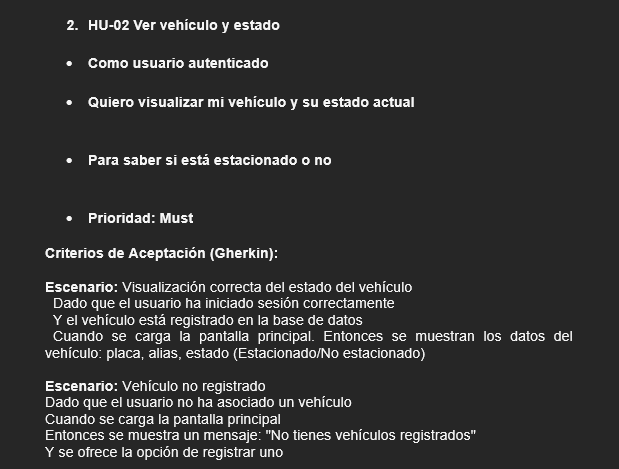 2. HU-02 Ver vehículo y estado
• Como usuario autenticado
• Quiero visualizar mi vehículo y su estado actual
• Para saber si está estacionado o no
• Prioridad: Must
Criterios de Aceptación (Gherkin):
Escenario: Visualización correcta del estado del vehículo
Dado que el usuario ha iniciado sesión correctamente
Y el vehículo está registrado en la base de datos
Cuando se carga la pantalla principal. Entonces se muestran los datos del
vehículo: placa, alias, estado (Estacionado/No estacionado)
Escenario: Vehículo no registrado
Dado que el usuario no ha asociado un vehículo
Cuando se carga la pantalla principal
Entonces se muestra un mensaje: "No tienes vehículos registrados"
Y se ofrece la opción de registrar uno